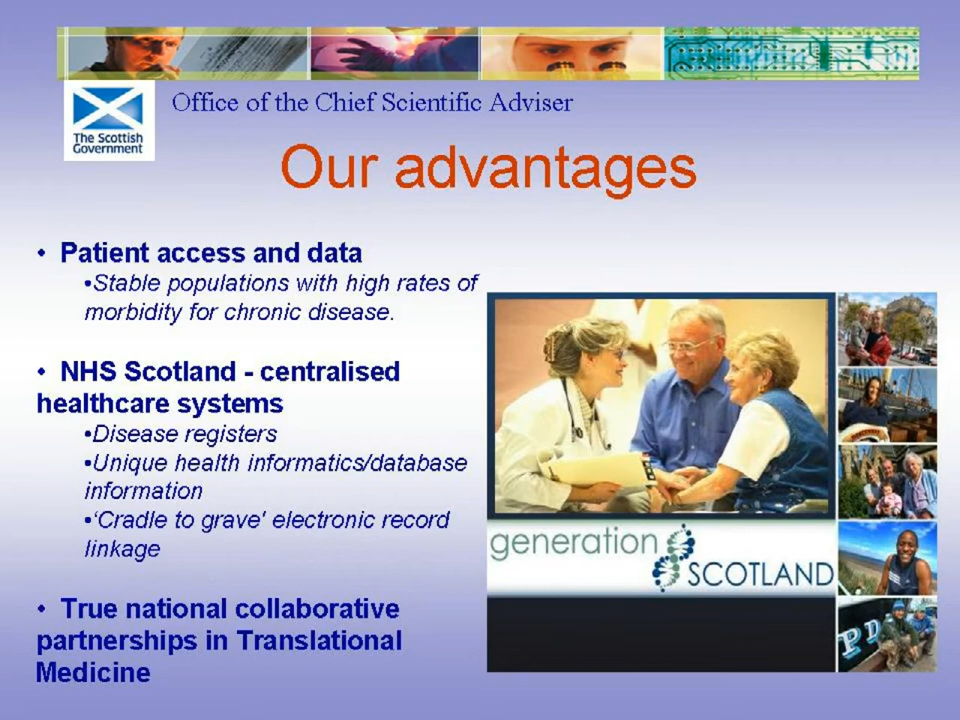 Office of the Chief Scientific Adviser
The Scottish
Government
Our advantages
• Patient access and data
•Stable populations with high rates of
morbidity for chronic disease.
• NHS Scotland - centralised
healthcare systems
•Disease registers
•Unique health informatics/database
information
•‘Cradle to grave' electronic record
linkage
• True national collaborative
partnerships in Translational
Medicine
generation
SCOTLAND
PD